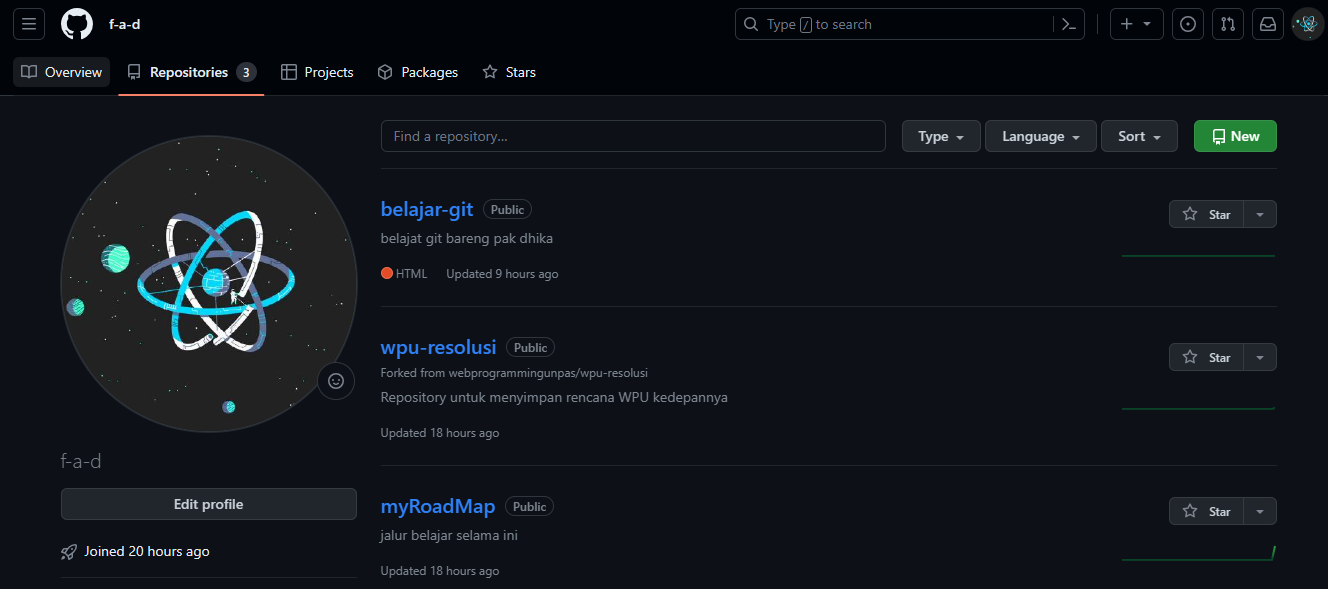 f-a-d
Type / to search
Overview Repositories 3 Projects Packages Stars
Find a repository...
Type Language Sort New
belajar-git Public
Star
belajat git bareng pak dhika
HTML Updated 9 hours ago
wpu-resolusi Public
Star
Forked from webprogrammingunpas/wpu-resolusi
Repository untuk menyimpan rencana WPU kedepannya
Updated 18 hours ago
f-a-d
Edit profile
myRoadMap Public
Star
jalur belajar selama ini
Joined 20 hours ago
Updated 18 hours ago